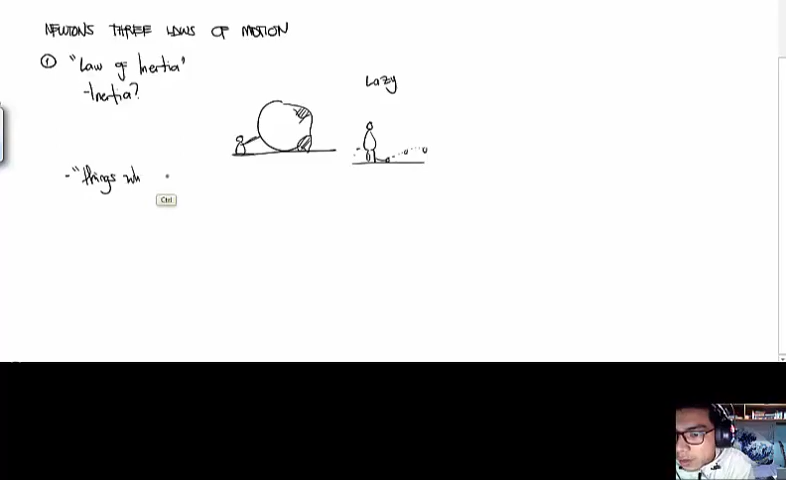 NEWTONS THREE LAWS OF MOTION
① "Law of Inertia"
-Inertia?
Lazy
-"things wh
Ctrl